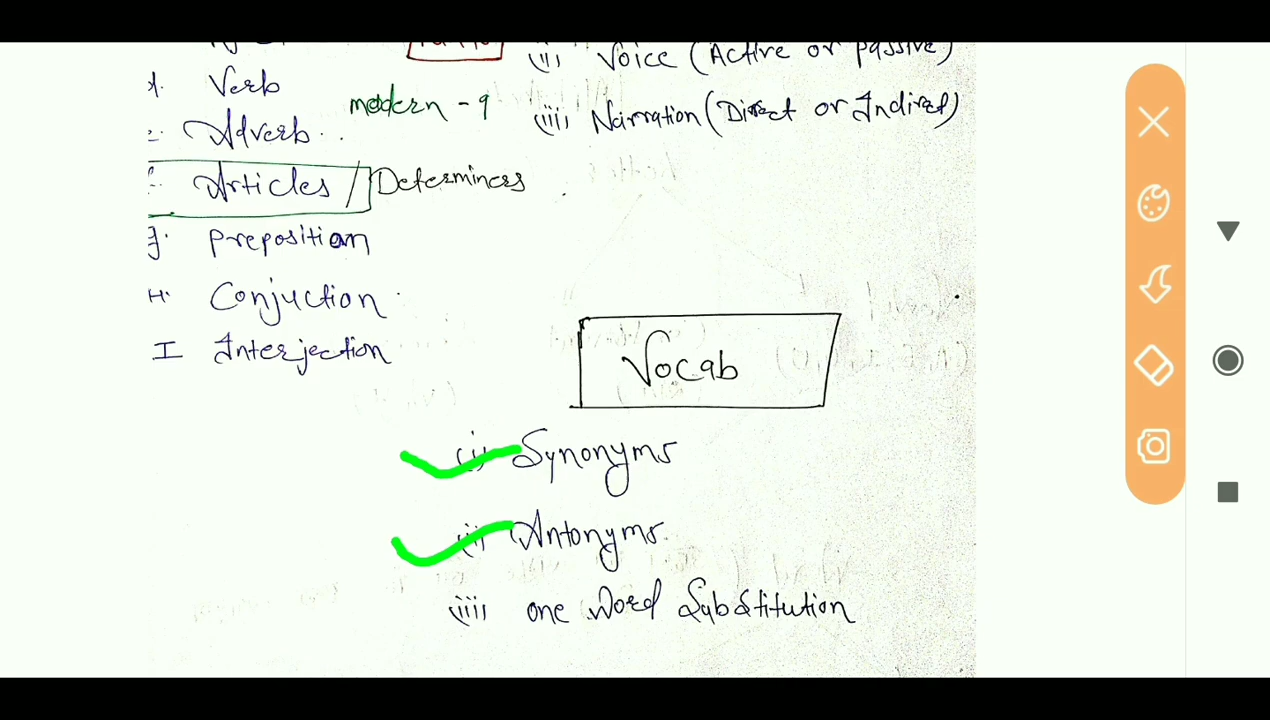 (ii) Voice (Active or passive)
d. Verb
modern - 9
(iii) Narration (Direct or Indirect)
Adverb
Articles / Determiners
g. preposition
H. Conjuction
I Interjection
Vocab
(i) Synonyms
(ii) Antonyms
(iii) one word Substitution